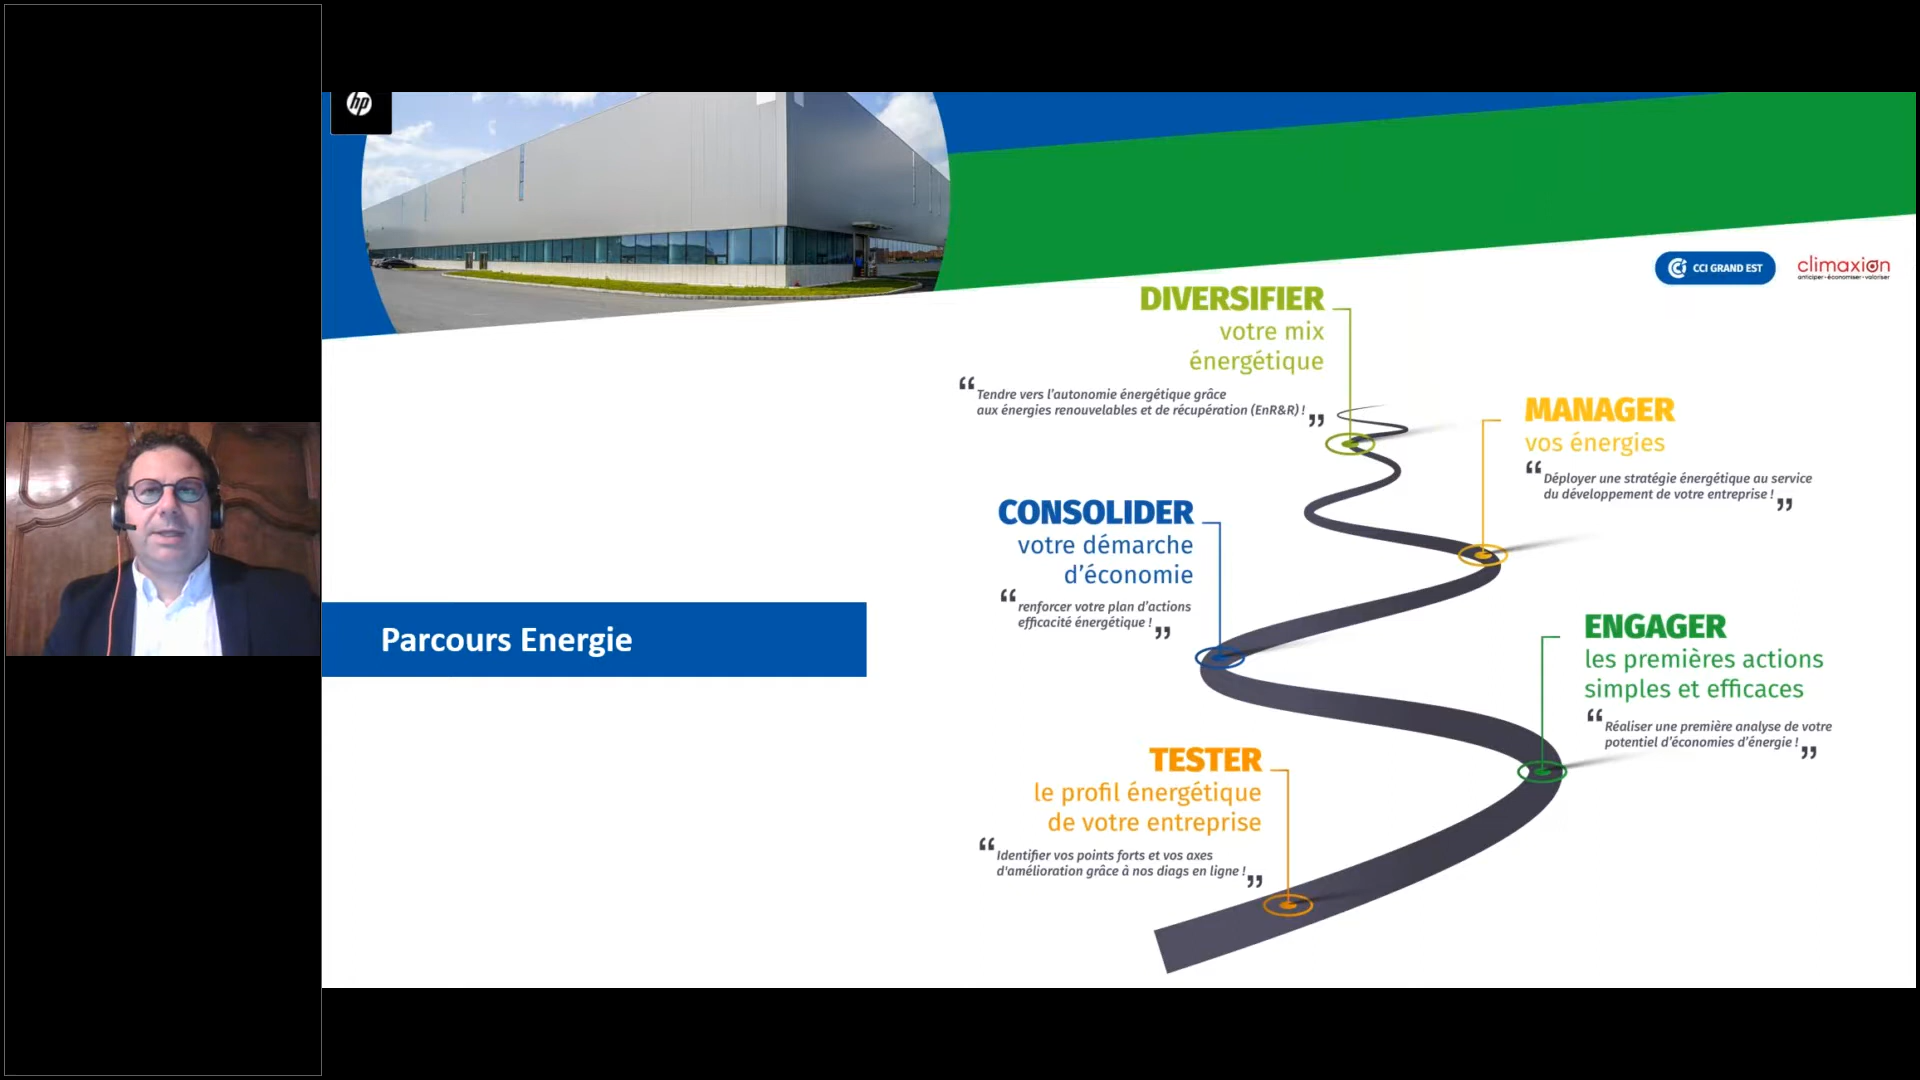 hp
CCI GRAND EST
climaxion
anticiper · économiser · valoriser
DIVERSIFIER
votre mix
énergétique
“ Tendre vers l’autonomie énergétique grâce
aux énergies renouvelables et de récupération (EnR&R) ! ”
MANAGER
vos énergies
“ Déployer une stratégie énergétique au service
du développement de votre entreprise ! ”
CONSOLIDER
votre démarche
d’économie
“ renforcer votre plan d’actions
efficacité énergétique ! ”
Parcours Energie
ENGAGER
les premières actions
simples et efficaces
“ Réaliser une première analyse de votre
potentiel d’économies d’énergie ! ”
TESTER
le profil énergétique
de votre entreprise
“ Identifier vos points forts et vos axes
d'amélioration grâce à nos diags en ligne ! ”